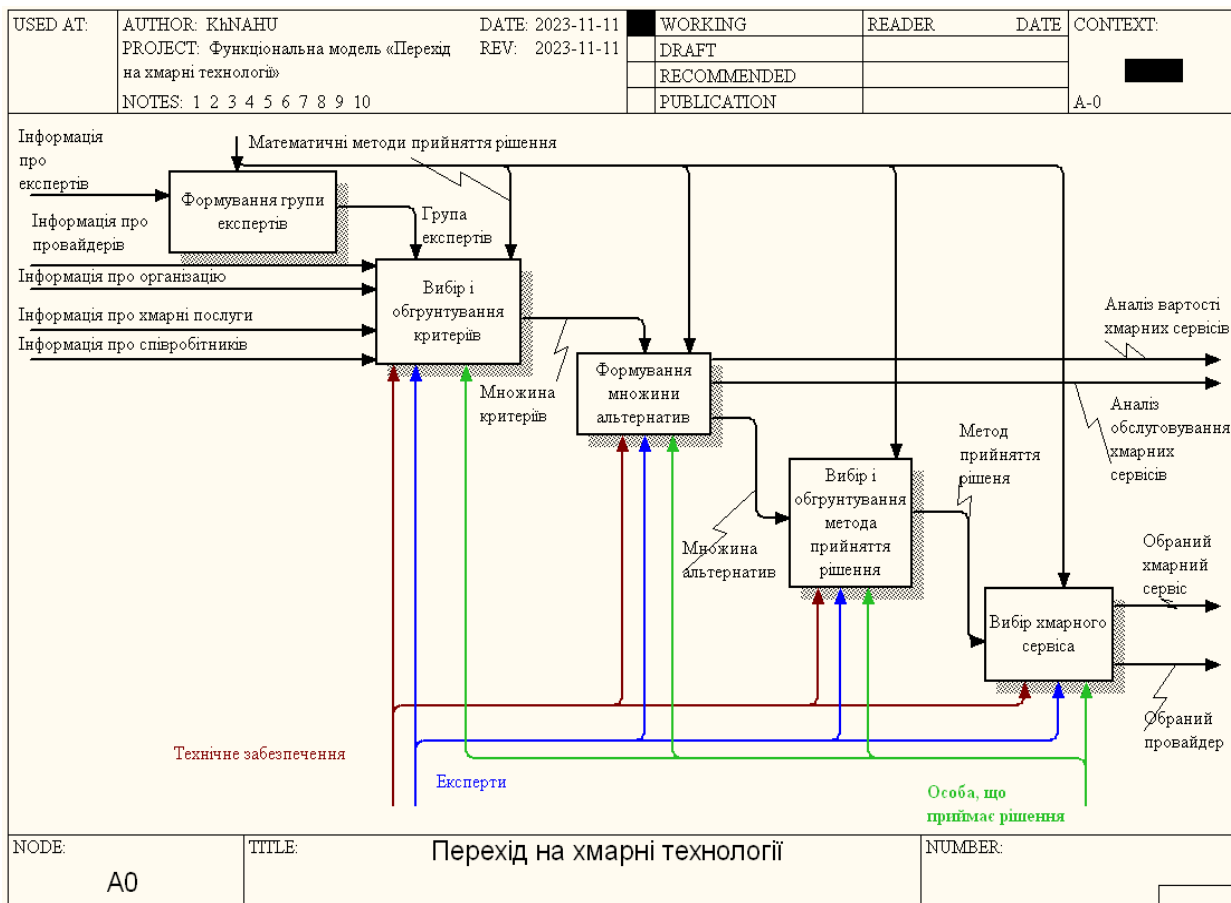 USED AT:
AUTHOR: KhNAHU
DATE: 2023-11-11
PROJECT: Функціональна модель «Перехід
на хмарні технології»
REV: 2023-11-11
NOTES: 1 2 3 4 5 6 7 8 9 10
WORKING
DRAFT
RECOMMENDED
PUBLICATION
READER
DATE
CONTEXT:
A-0
Інформація
про
експертів
Математичні методи прийняття рішення
Формування групи
експертів
Група
експертів
Інформація про
провайдерів
Інформація про організацію
Інформація про хмарні послуги
Інформація про співробітників
Вибір і
обгрунтування
критеріїв
Множина
критеріїв
Формування
множини
альтернатив
Аналіз вартості
хмарних сервісів
Аналіз
обслуговування
хмарних
сервісів
Множина
альтернатив
Вибір і
обгрунтування
метода
прийняття
рішення
Метод
прийняття
рішеня
Вибір хмарного
сервіса
Обраний
хмарний
сервіс
Обраний
провайдер
Технічне забезпечення
Експерти
Особа, що
приймає рішення
NODE:
A0
TITLE:
Перехід на хмарні технології
NUMBER: